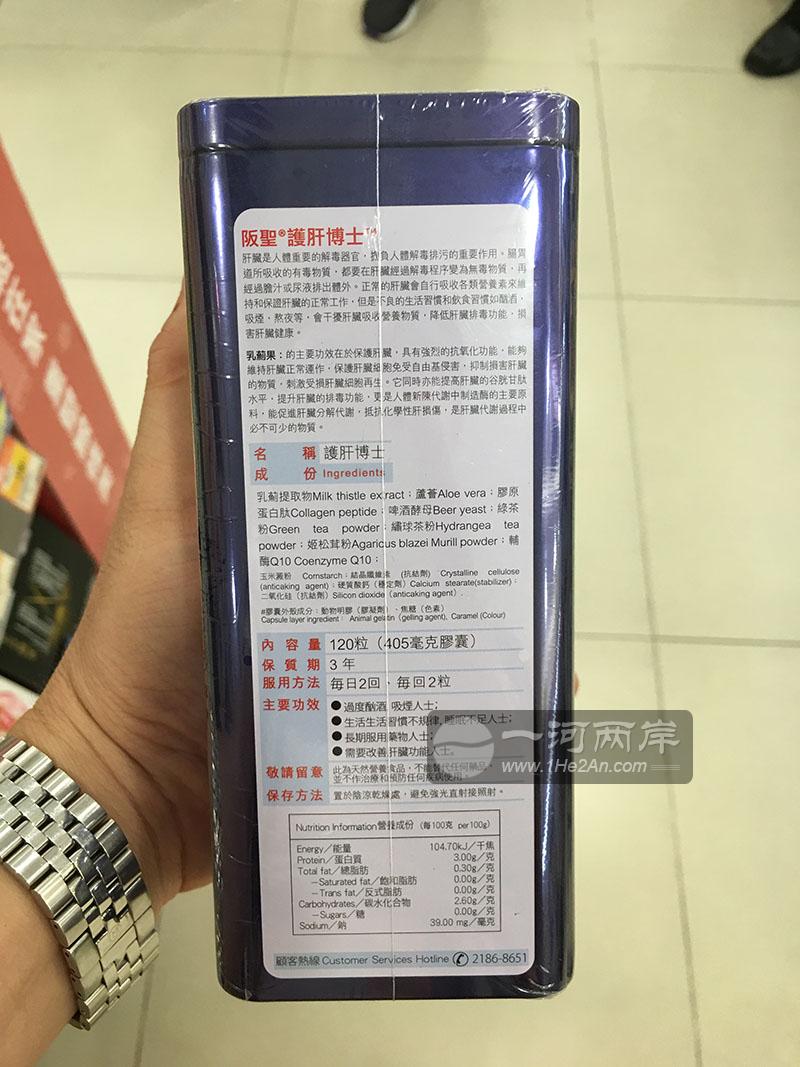 阪聖®護肝博士™
肝臟是人體重要的解毒器官，擔負人體解毒排污的重要作用。腸胃
道所吸收的有毒物質，都要在肝臟經過解毒程序變為無毒物質，再
經過膽汁或尿液排出體外。正常的肝臟會自行吸收各類營養素來維
持和保證肝臟的正常工作，但是不良的生活習慣和飲食習慣如酗酒，
吸煙，熬夜等，會干擾肝臟吸收營養物質，降低肝臟排毒功能，損
害肝臟健康。
乳薊果：的主要功效在於保護肝臟，具有強烈的抗氧化功能，能夠
維持肝臟正常運作，保護肝臟細胞免受自由基侵害，抑制損害肝臟
的物質，刺激受損肝臟細胞再生。它同時亦能提高肝臟的谷胱甘肽
水平，提升肝臟的排毒功能，更是人體新陳代謝中制造酶的主要原
料，能促進肝臟分解代謝，抵抗化學性肝損傷，是肝臟代謝過程中
必不可少的物質。
名 稱 護肝博士
成 份 Ingredients
乳薊提取物Milk thistle extract；蘆薈Aloe vera；膠原
蛋白肽Collagen peptide；啤酒酵母Beer yeast；綠茶
粉Green tea powder；繡球茶粉Hydrangea tea
powder；姬松茸粉Agaricus blazei Murill powder；輔
酶Q10 Coenzyme Q10；
玉米澱粉 Cornstarch；結晶纖維素 (抗結劑) Crystalline cellulose
(anticaking agent)；硬質酸鈣（穩定劑）Calcium stearate(stabilizer)；
二氧化硅（抗結劑）Silicon dioxide (anticaking agent).
#膠囊外殼成分：動物明膠（膠凝劑）、焦糖（色素）
Capsule layer ingredient： Animal gelatin (gelling agent), Caramel (Colour)
內 容 量 120粒（405毫克膠囊）
保 質 期 3 年
服用方法 每日2回、每回2粒
主要功效 ●過度酗酒、吸煙人士；
●生活生活習慣不規律，睡眠不足人士；
●長期服用藥物人士；
●需要改善肝臟功能人士。
敬請留意 此為天然營養食品，不能替代任何藥品，
並不作治療和預防任何疾病使用。
保存方法 置於陰涼乾燥處，避免強光直射接照射。
Nutrition Information營養成份（每100克 per100g）
Energy／能量 104.70kJ／千焦
Protein／蛋白質 3.00g／克
Total fat／總脂肪 0.30g／克
—Saturated fat／飽和脂肪 0.00g／克
—Trans fat／反式脂肪 0.00g／克
Carbohydrates／碳水化合物 2.60g／克
—Sugars／糖 0.00g／克
Sodium／鈉 39.00 mg／毫克
顧客熱線 Customer Services Hotline 2186-8651
一河两岸
www.1He2An.com